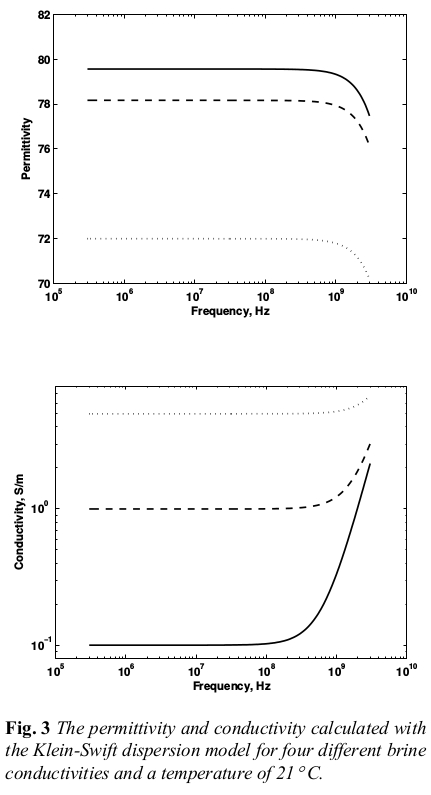 82
80
78
76
74
72
70
Permittivity
10^5 10^6 10^7 10^8 10^9 10^10
Frequency, Hz
10^0
10^-1
Conductivity, S/m
10^5 10^6 10^7 10^8 10^9 10^10
Frequency, Hz
Fig. 3 The permittivity and conductivity calculated with
the Klein-Swift dispersion model for four different brine
conductivities and a temperature of 21 °C.